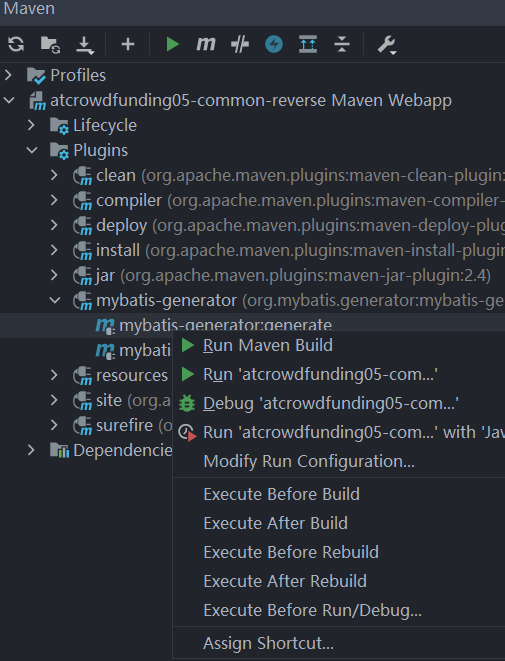 Maven
Profiles
atcrowdfunding05-common-reverse Maven Webapp
Lifecycle
Plugins
clean (org.apache.maven.plugins:maven-clean-plugin:
compiler (org.apache.maven.plugins:maven-compiler-
deploy (org.apache.maven.plugins:maven-deploy-plug
install (org.apache.maven.plugins:maven-install-plugin
jar (org.apache.maven.plugins:maven-jar-plugin:2.4)
mybatis-generator (org.mybatis.generator:mybatis-ge
mybatis-generator:generate
mybatis
resources
site (org.a
surefire (o
Dependencie
Run Maven Build
Run 'atcrowdfunding05-com...'
Debug 'atcrowdfunding05-com...'
Run 'atcrowdfunding05-com...' with 'Jav
Modify Run Configuration...
Execute Before Build
Execute After Build
Execute Before Rebuild
Execute After Rebuild
Execute Before Run/Debug...
Assign Shortcut...